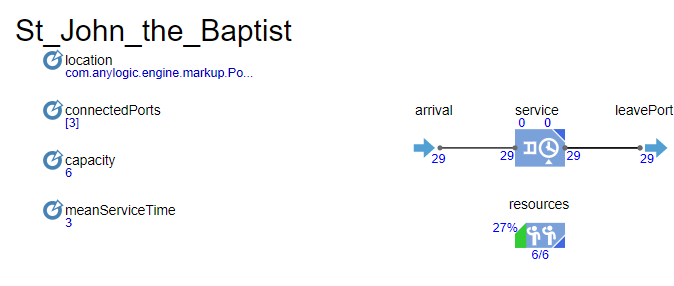 St_John_the_Baptist
location
com.anylogic.engine.markup.Po...
connectedPorts
[3]
capacity
6
meanServiceTime
3
arrival
service
leavePort
0 0
29
29
29
29
resources
27%
6/6